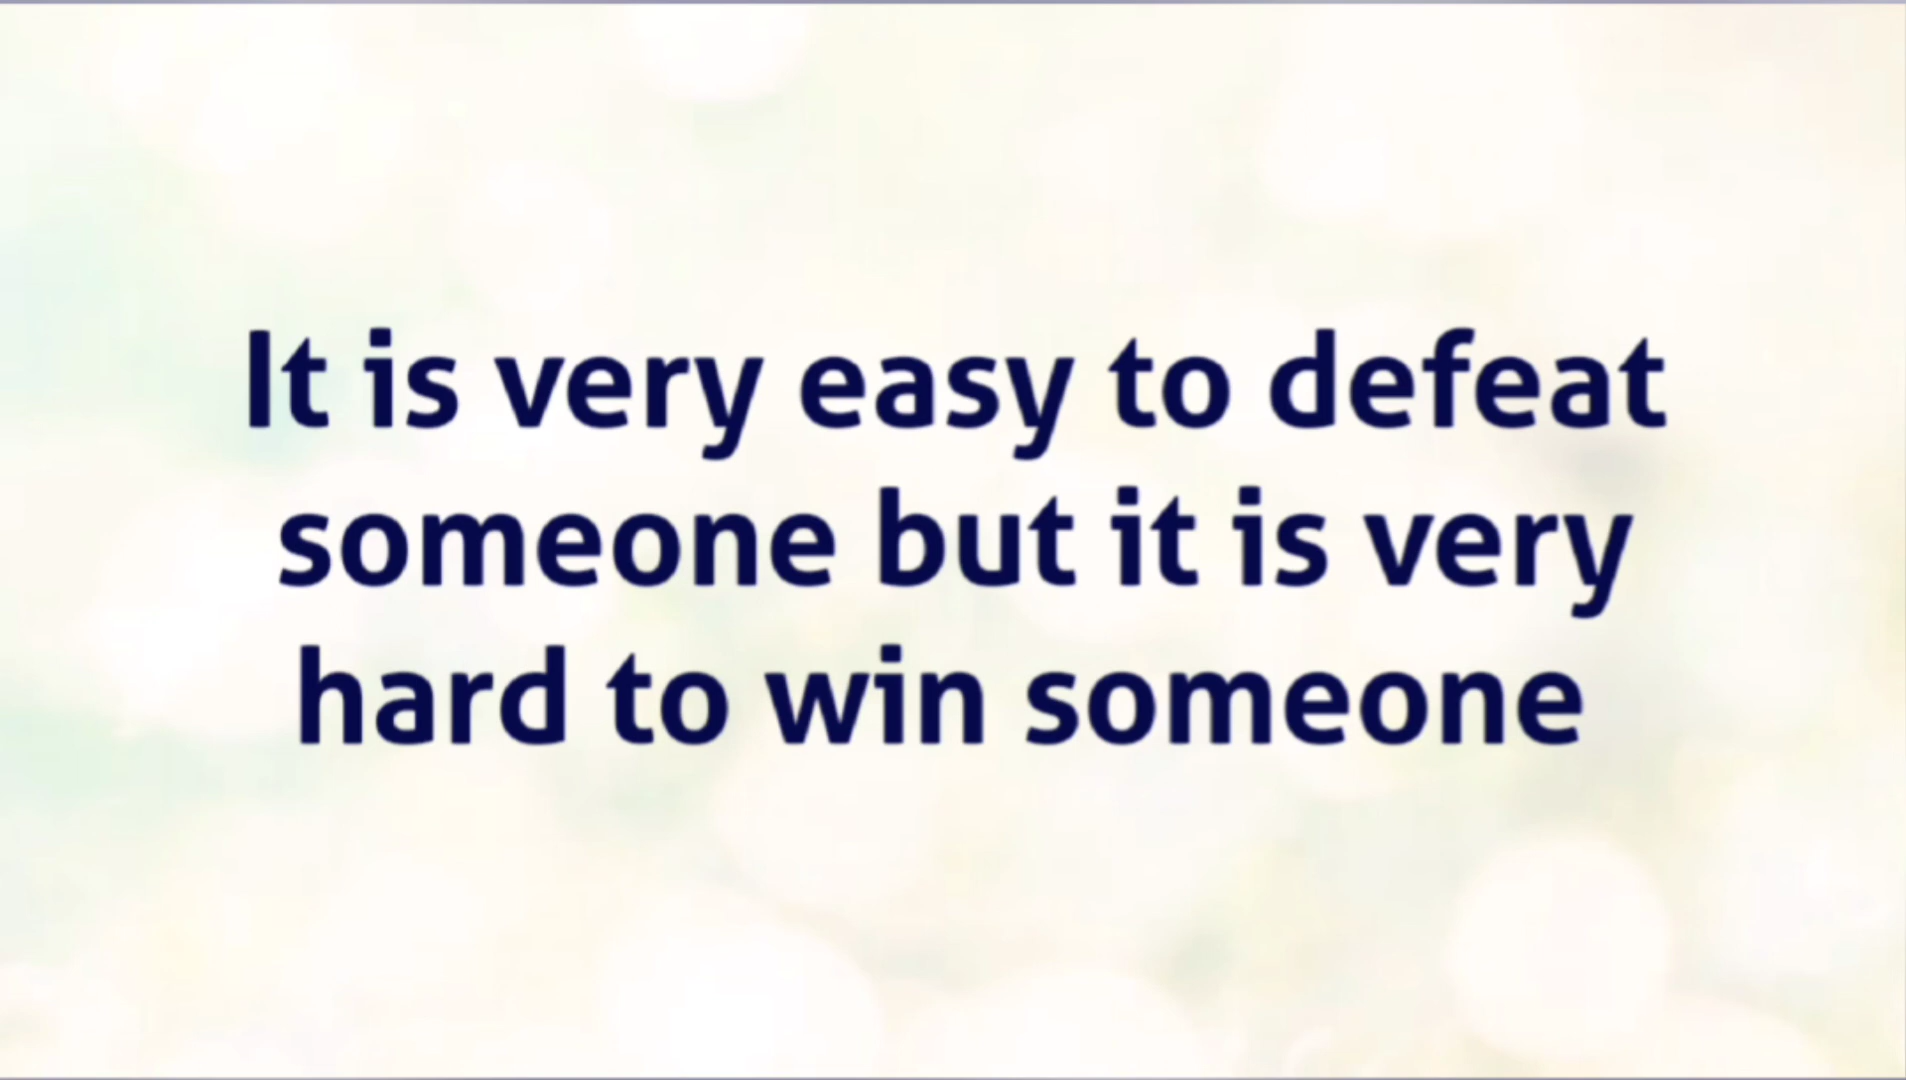 It is very easy to defeat
someone but it is very
hard to win someone